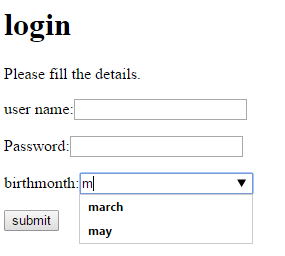 login
Please fill the details.
user name:
Password:
birthmonth: m
march
may
submit